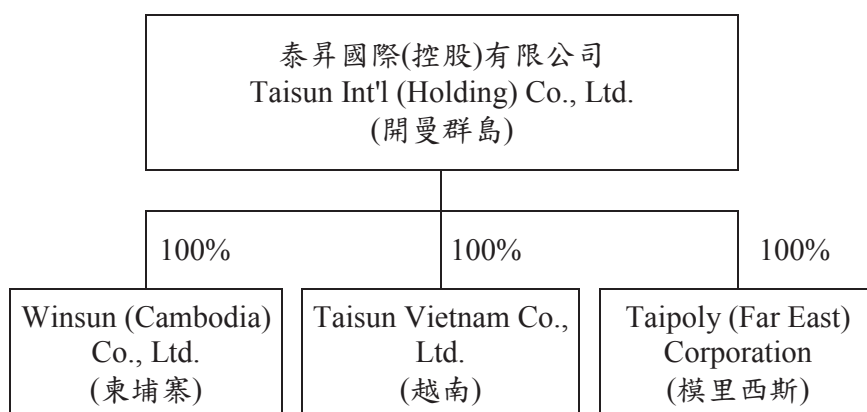 泰昇國際(控股)有限公司
Taisun Int'l (Holding) Co., Ltd.
(開曼群島)
100%
100%
100%
Winsun (Cambodia)
Co., Ltd.
(柬埔寨)
Taisun Vietnam Co.,
Ltd.
(越南)
Taipoly (Far East)
Corporation
(模里西斯)